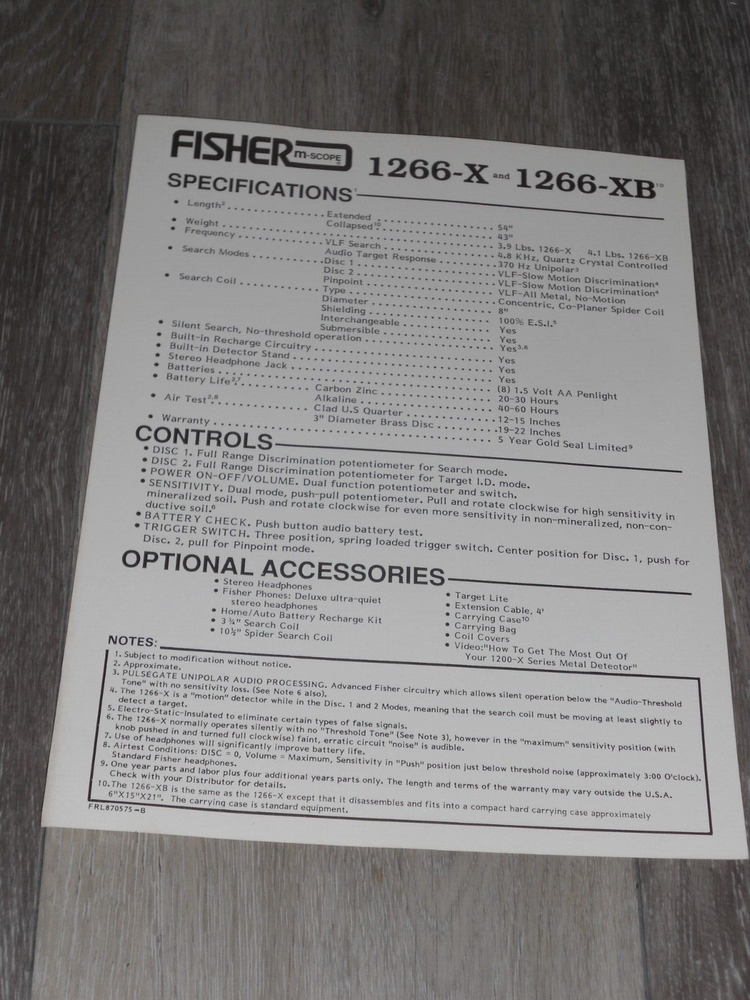 FISHER m-SCOPE® 1266-X and 1266-XB¹⁰
SPECIFICATIONS¹
• Length² . . . . Extended . . . . 54"
Collapsed¹⁰ . . . . 43"
• Weight . . . . 3.9 Lbs. 1266-X 4.1 Lbs. 1266-XB
• Frequency . . . . VLF Search . . . . 4.8 KHz, Quartz Crystal Controlled
Audio Target Response . . . . 370 Hz Unipolar³
• Search Modes . . . . Disc 1 . . . . VLF-Slow Motion Discrimination⁴
Disc 2 . . . . VLF-Slow Motion Discrimination⁴
Pinpoint . . . . VLF-All Metal, No-Motion
• Search Coil . . . . Type . . . . Concentric, Co-Planer Spider Coil
Diameter . . . . 8"
Shielding . . . . 100% E.S.I.⁵
Interchangeable . . . . Yes
Submersible . . . . Yes
• Silent Search, No-threshold operation . . . . Yes³,⁶
• Built-in Recharge Circuitry . . . . Yes
• Built-in Detector Stand . . . . Yes
• Stereo Headphone Jack . . . . Yes
• Batteries . . . . (8) 1.5 Volt AA Penlight
• Battery Life²,⁷ . . . . Carbon Zinc . . . . 20-30 Hours
Alkaline . . . . 40-60 Hours
• Air Test²,⁸ . . . . Clad U.S Quarter . . . . 12-15 Inches
3" Diameter Brass Disc . . . . 19-22 Inches
• Warranty . . . . 5 Year Gold Seal Limited⁹
CONTROLS
• DISC 1. Full Range Discrimination potentiometer for Search mode.
• DISC 2. Full Range Discrimination potentiometer for Target I.D. mode.
• POWER ON-OFF/VOLUME. Dual function potentiometer and switch.
• SENSITIVITY. Dual mode, push-pull potentiometer. Pull and rotate clockwise for high sensitivity in
mineralized soil. Push and rotate clockwise for even more sensitivity in non-mineralized, non-con-
ductive soil.⁶
• BATTERY CHECK. Push button audio battery test.
• TRIGGER SWITCH. Three position, spring loaded trigger switch. Center position for Disc. 1, push for
Disc. 2, pull for Pinpoint mode.
OPTIONAL ACCESSORIES
• Stereo Headphones
• Fisher Phones: Deluxe ultra-quiet
stereo headphones
• Home/Auto Battery Recharge Kit
• 3 ¾" Search Coil
• 10½" Spider Search Coil
• Target Lite
• Extension Cable, 4'
• Carrying Case¹⁰
• Carrying Bag
• Coil Covers
• Video:"How To Get The Most Out Of
Your 1200-X Series Metal Detector"
NOTES:
1. Subject to modification without notice.
2. Approximate.
3. PULSEGATE UNIPOLAR AUDIO PROCESSING. Advanced Fisher circuitry which allows silent operation below the "Audio-Threshold
Tone" with no sensitivity loss. (See Note 6 also).
4. The 1266-X is a "motion" detector while in the Disc. 1 and 2 Modes, meaning that the search coil must be moving at least slightly to
detect a target.
5. Electro-Static-Insulated to eliminate certain types of false signals.
6. The 1266-X normally operates silently with no "Threshold Tone" (See Note 3), however in the "maximum" sensitivity position (with
knob pushed in and turned full clockwise) faint, erratic circuit "noise" is audible.
7. Use of headphones will significantly improve battery life.
8. Airtest Conditions: DISC = 0, Volume = Maximum, Sensitivity in "Push" position just below threshold noise (approximately 3:00 O'clock).
Standard Fisher headphones.
9. One year parts and labor plus four additional years parts only. The length and terms of the warranty may vary outside the U.S.A.
Check with your Distributor for details.
10. The 1266-XB is the same as the 1266-X except that it disassembles and fits into a compact hard carrying case approximately
6"X15"X21". The carrying case is standard equipment.
FRL870575-B